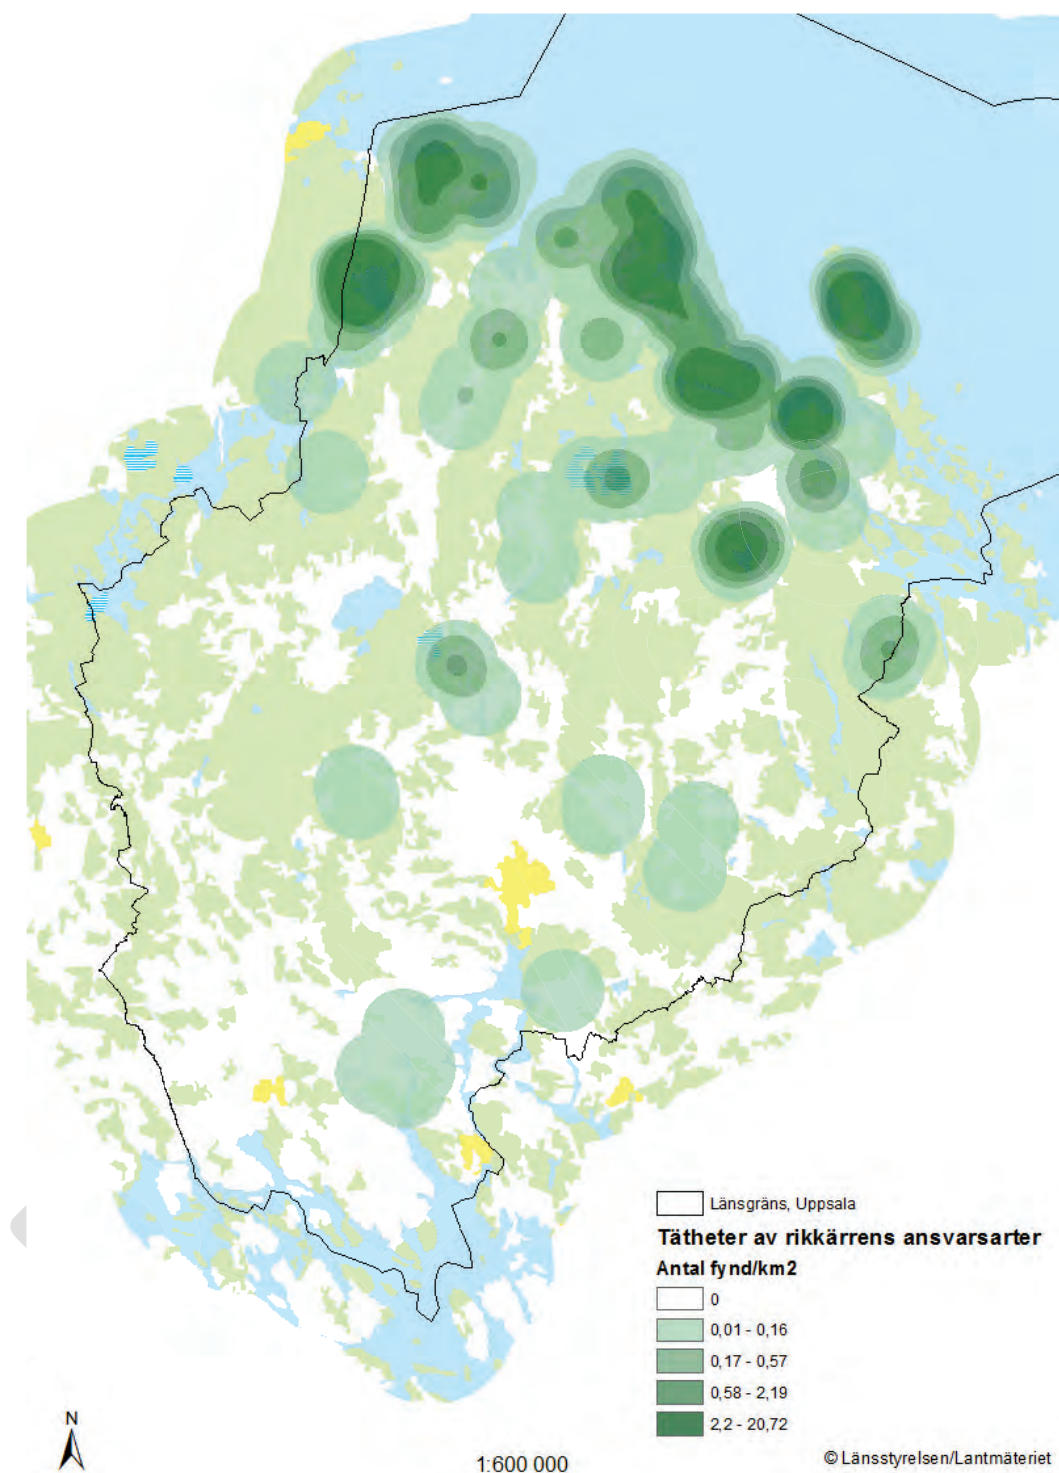 Länsgräns, Uppsala
Tätheter av rikkärrens ansvarsarter
Antal fynd/km2
0
0,01 - 0,16
0,17 - 0,57
0,58 - 2,19
2,2 - 20,72
N
1:600 000
© Länsstyrelsen/Lantmäteriet